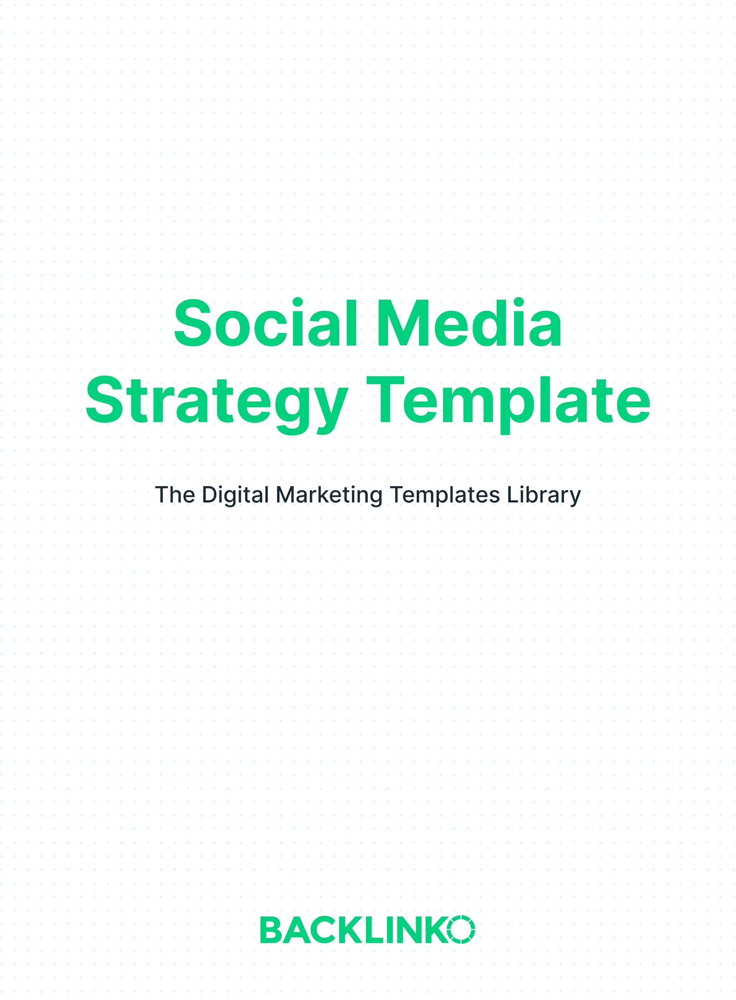 Social Media
Strategy Template
The Digital Marketing Templates Library
BACKLINKO